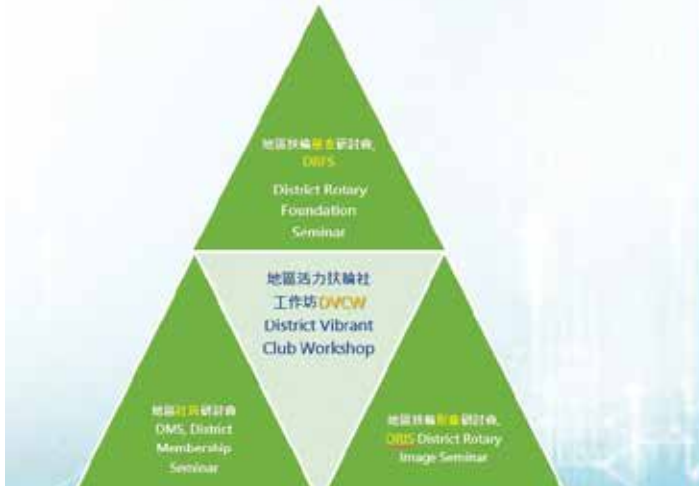 地區扶輪基金研討會,
DRFS
District Rotary
Foundation
Seminar
地區活力扶輪社
工作坊DVCW
District Vibrant
Club Workshop
地區社員研討會
DMS, District
Membership
Seminar
地區扶輪形象研討會,
DRIS District Rotary
Image Seminar